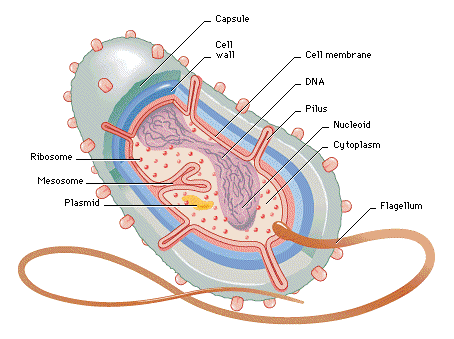 Capsule
Cell
wall
Cell membrane
DNA
Pilus
Nucleoid
Cytoplasm
Ribosome
Mesosome
Plasmid
Flagellum